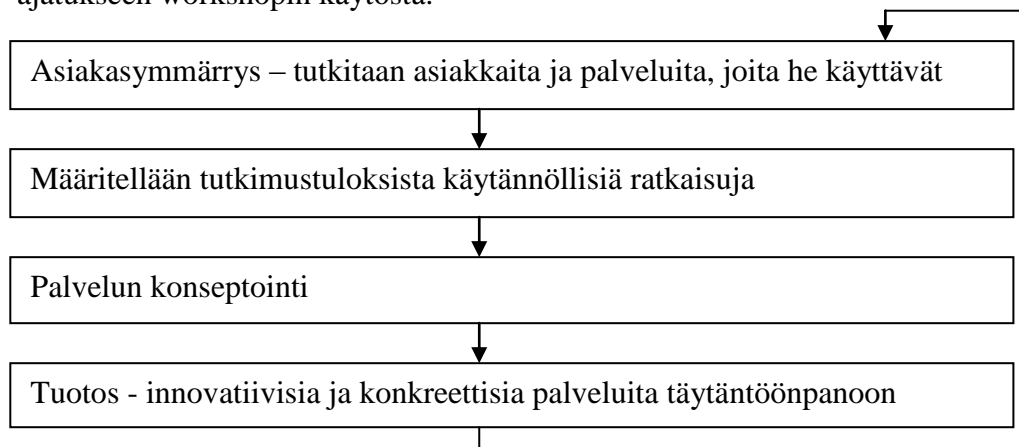 ajatukseen workshopin käytöstä.
Asiakasymmärrys – tutkitaan asiakkaita ja palveluita, joita he käyttävät
Määritellään tutkimustuloksista käytännöllisiä ratkaisuja
Palvelun konseptointi
Tuotos - innovatiivisia ja konkreettisia palveluita täytäntöönpanoon